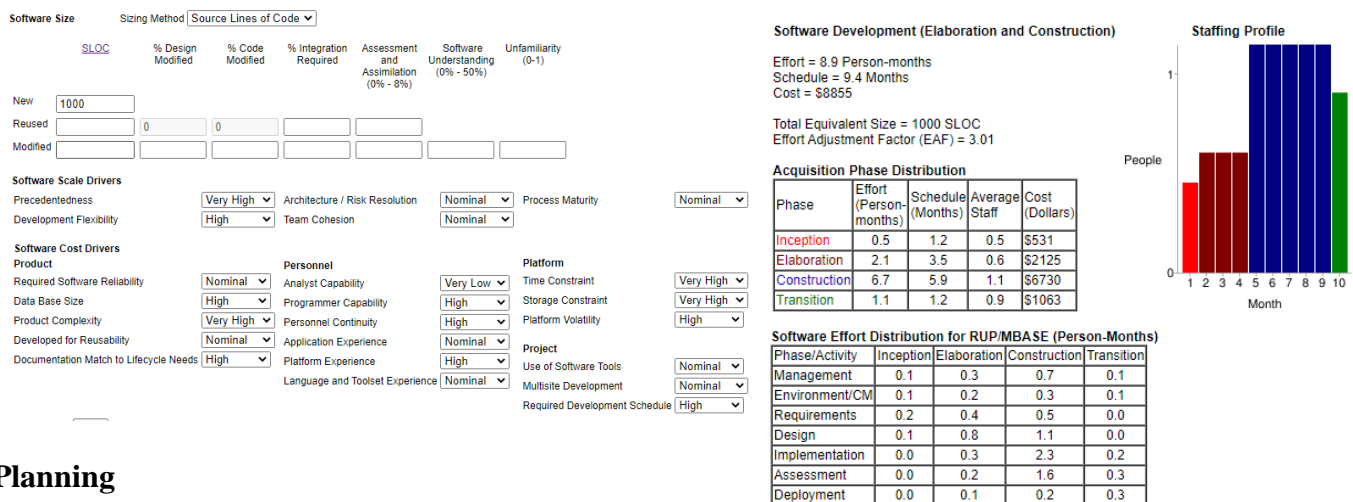 Software Size Sizing Method Source Lines of Code
SLOC % Design Modified % Code Modified % Integration Required Assessment and Assimilation (0% - 8%) Software Understanding (0% - 50%) Unfamiliarity (0-1)
New 1000
Reused 0 0
Modified
Software Scale Drivers
Precedentedness Very High Architecture / Risk Resolution Nominal Process Maturity Nominal
Development Flexibility High Team Cohesion Nominal
Software Cost Drivers
Product
Required Software Reliability Nominal
Data Base Size High
Product Complexity Very High
Developed for Reusability Nominal
Documentation Match to Lifecycle Needs High
Personnel
Analyst Capability Very Low
Programmer Capability High
Personnel Continuity High
Application Experience Nominal
Platform Experience High
Language and Toolset Experience Nominal
Platform
Time Constraint Very High
Storage Constraint Very High
Platform Volatility High
Project
Use of Software Tools Nominal
Multisite Development Nominal
Required Development Schedule High
Planning
Software Development (Elaboration and Construction)
Effort = 8.9 Person-months
Schedule = 9.4 Months
Cost = $8855
Total Equivalent Size = 1000 SLOC
Effort Adjustment Factor (EAF) = 3.01
Acquisition Phase Distribution
Phase Effort (Person-months) Schedule (Months) Average Staff Cost (Dollars)
Inception 0.5 1.2 0.5 $531
Elaboration 2.1 3.5 0.6 $2125
Construction 6.7 5.9 1.1 $6730
Transition 1.1 1.2 0.9 $1063
Staffing Profile
1
People
0
1 2 3 4 5 6 7 8 9 10
Month
Software Effort Distribution for RUP/MBASE (Person-Months)
Phase/Activity Inception Elaboration Construction Transition
Management 0.1 0.3 0.7 0.1
Environment/CM 0.1 0.2 0.3 0.1
Requirements 0.2 0.4 0.5 0.0
Design 0.1 0.8 1.1 0.0
Implementation 0.0 0.3 2.3 0.2
Assessment 0.0 0.2 1.6 0.3
Deployment 0.0 0.1 0.2 0.3